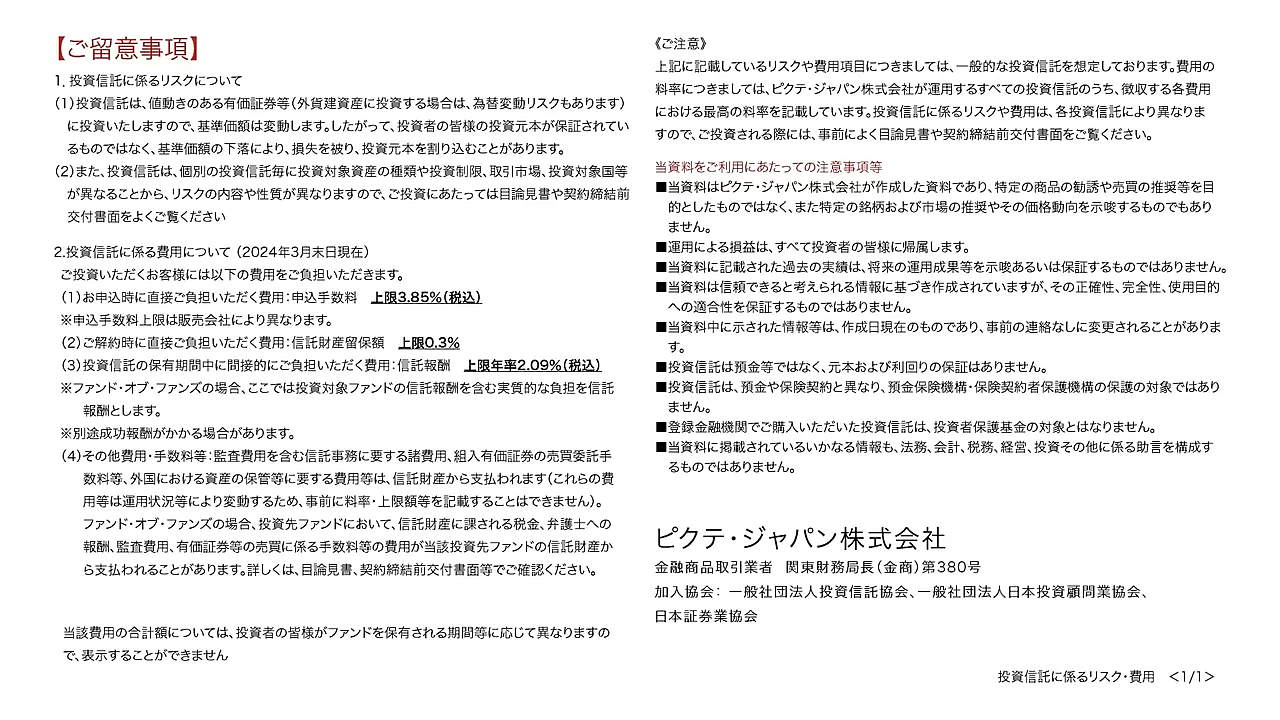 【ご留意事項】
1. 投資信託に係るリスクについて
(1)投資信託は、値動きのある有価証券等(外貨建資産に投資する場合は、為替変動リスクもあります)
に投資いたしますので、基準価額は変動します。したがって、投資者の皆様の投資元本が保証されてい
るものではなく、基準価額の下落により、損失を被り、投資元本を割り込むことがあります。
(2)また、投資信託は、個別の投資信託毎に投資対象資産の種類や投資制限、取引市場、投資対象国等
が異なることから、リスクの内容や性質が異なりますので、ご投資にあたっては目論見書や契約締結前
交付書面をよくご覧ください
2.投資信託に係る費用について (2024年3月末日現在)
ご投資いただくお客様には以下の費用をご負担いただきます。
(1)お申込時に直接ご負担いただく費用:申込手数料 上限3.85%(税込)
※申込手数料上限は販売会社により異なります。
(2)ご解約時に直接ご負担いただく費用:信託財産留保額 上限0.3%
(3)投資信託の保有期間中に間接的にご負担いただく費用:信託報酬 上限年率2.09%(税込)
※ファンド・オブ・ファンズの場合、ここでは投資対象ファンドの信託報酬を含む実質的な負担を信託
報酬とします。
※別途成功報酬がかかる場合があります。
(4)その他費用・手数料等:監査費用を含む信託事務に要する諸費用、組入有価証券の売買委託手
数料等、外国における資産の保管等に要する費用等は、信託財産から支払われます(これらの費
用等は運用状況等により変動するため、事前に料率・上限額等を記載することはできません)。
ファンド・オブ・ファンズの場合、投資先ファンドにおいて、信託財産に課される税金、弁護士への
報酬、監査費用、有価証券等の売買に係る手数料等の費用が当該投資先ファンドの信託財産か
ら支払われることがあります。詳しくは、目論見書、契約締結前交付書面等でご確認ください。
当該費用の合計額については、投資者の皆様がファンドを保有される期間等に応じて異なりますの
で、表示することができません
《ご注意》
上記に記載しているリスクや費用項目につきましては、一般的な投資信託を想定しております。費用の
料率につきましては、ピクテ・ジャパン株式会社が運用するすべての投資信託のうち、徴収する各費用
における最高の料率を記載しています。投資信託に係るリスクや費用は、各投資信託により異なりま
すので、ご投資される際には、事前によく目論見書や契約締結前交付書面をご覧ください。
当資料をご利用にあたっての注意事項等
■当資料はピクテ・ジャパン株式会社が作成した資料であり、特定の商品の勧誘や売買の推奨等を目
的としたものではなく、また特定の銘柄および市場の推奨やその価格動向を示唆するものでもあり
ません。
■運用による損益は、すべて投資者の皆様に帰属します。
■当資料に記載された過去の実績は、将来の運用成果等を示唆あるいは保証するものではありません。
■当資料は信頼できると考えられる情報に基づき作成されていますが、その正確性、完全性、使用目的
への適合性を保証するものではありません。
■当資料中に示された情報等は、作成日現在のものであり、事前の連絡なしに変更されることがありま
す。
■投資信託は預金等ではなく、元本および利回りの保証はありません。
■投資信託は、預金や保険契約と異なり、預金保険機構・保険契約者保護機構の保護の対象ではあり
ません。
■登録金融機関でご購入いただいた投資信託は、投資者保護基金の対象とはなりません。
■当資料に掲載されているいかなる情報も、法務、会計、税務、経営、投資その他に係る助言を構成す
るものではありません。
ピクテ・ジャパン株式会社
金融商品取引業者 関東財務局長(金商)第380号
加入協会: 一般社団法人投資信託協会、一般社団法人日本投資顧問業協会、
日本証券業協会
投資信託に係るリスク・費用 <1/1>